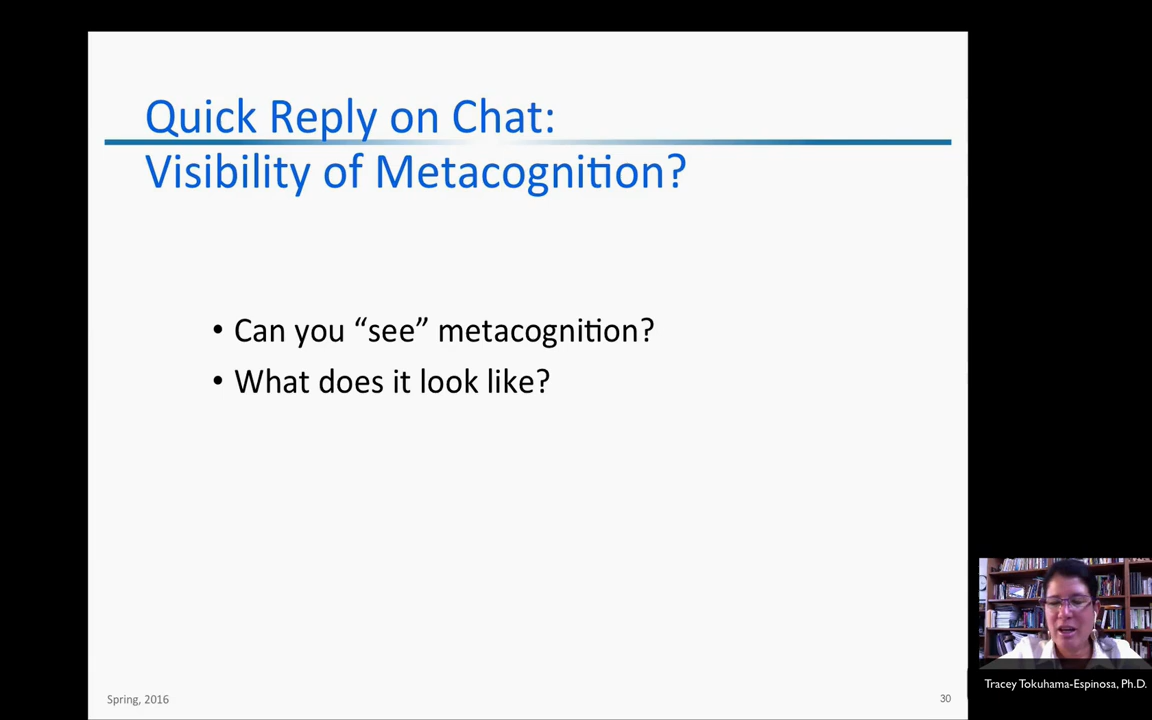 Quick Reply on Chat:
Visibility of Metacognition?
• Can you “see” metacognition?
• What does it look like?
Spring, 2016
30
Tracey Tokuhama-Espinosa, Ph.D.